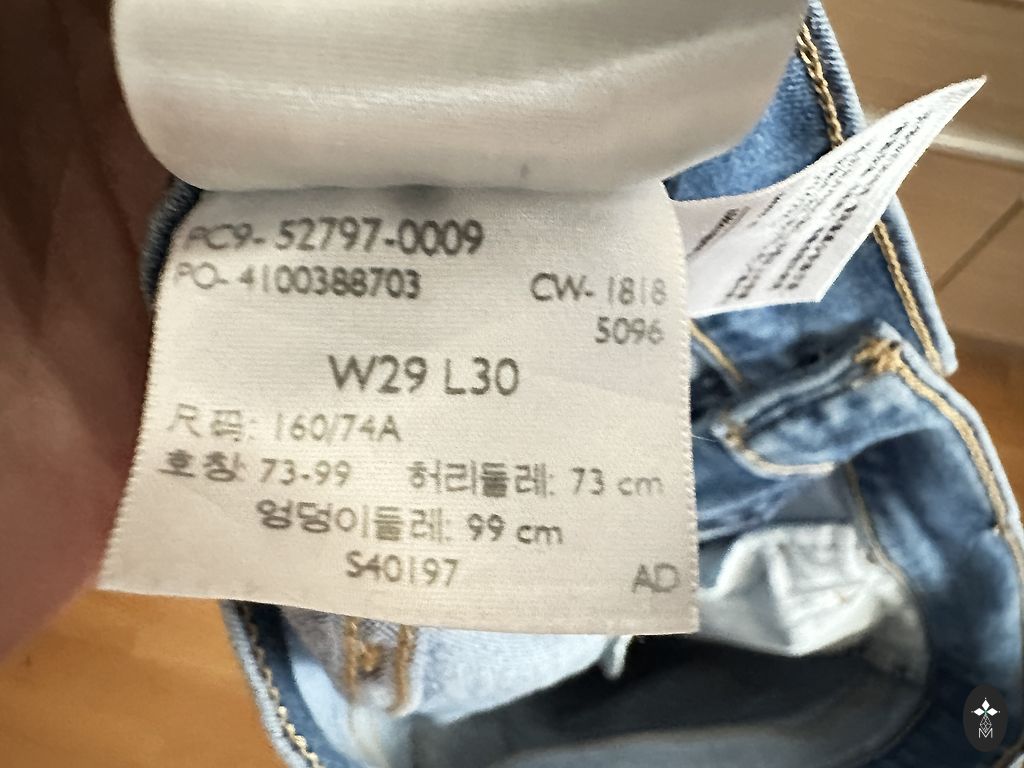 PC9- 52797-0009
PO- 4100388703 CW- 1818
5096
W29 L30
尺码: 160/74A
호칭: 73-99 허리둘레: 73 cm
엉덩이둘레: 99 cm
S40197 AD
M